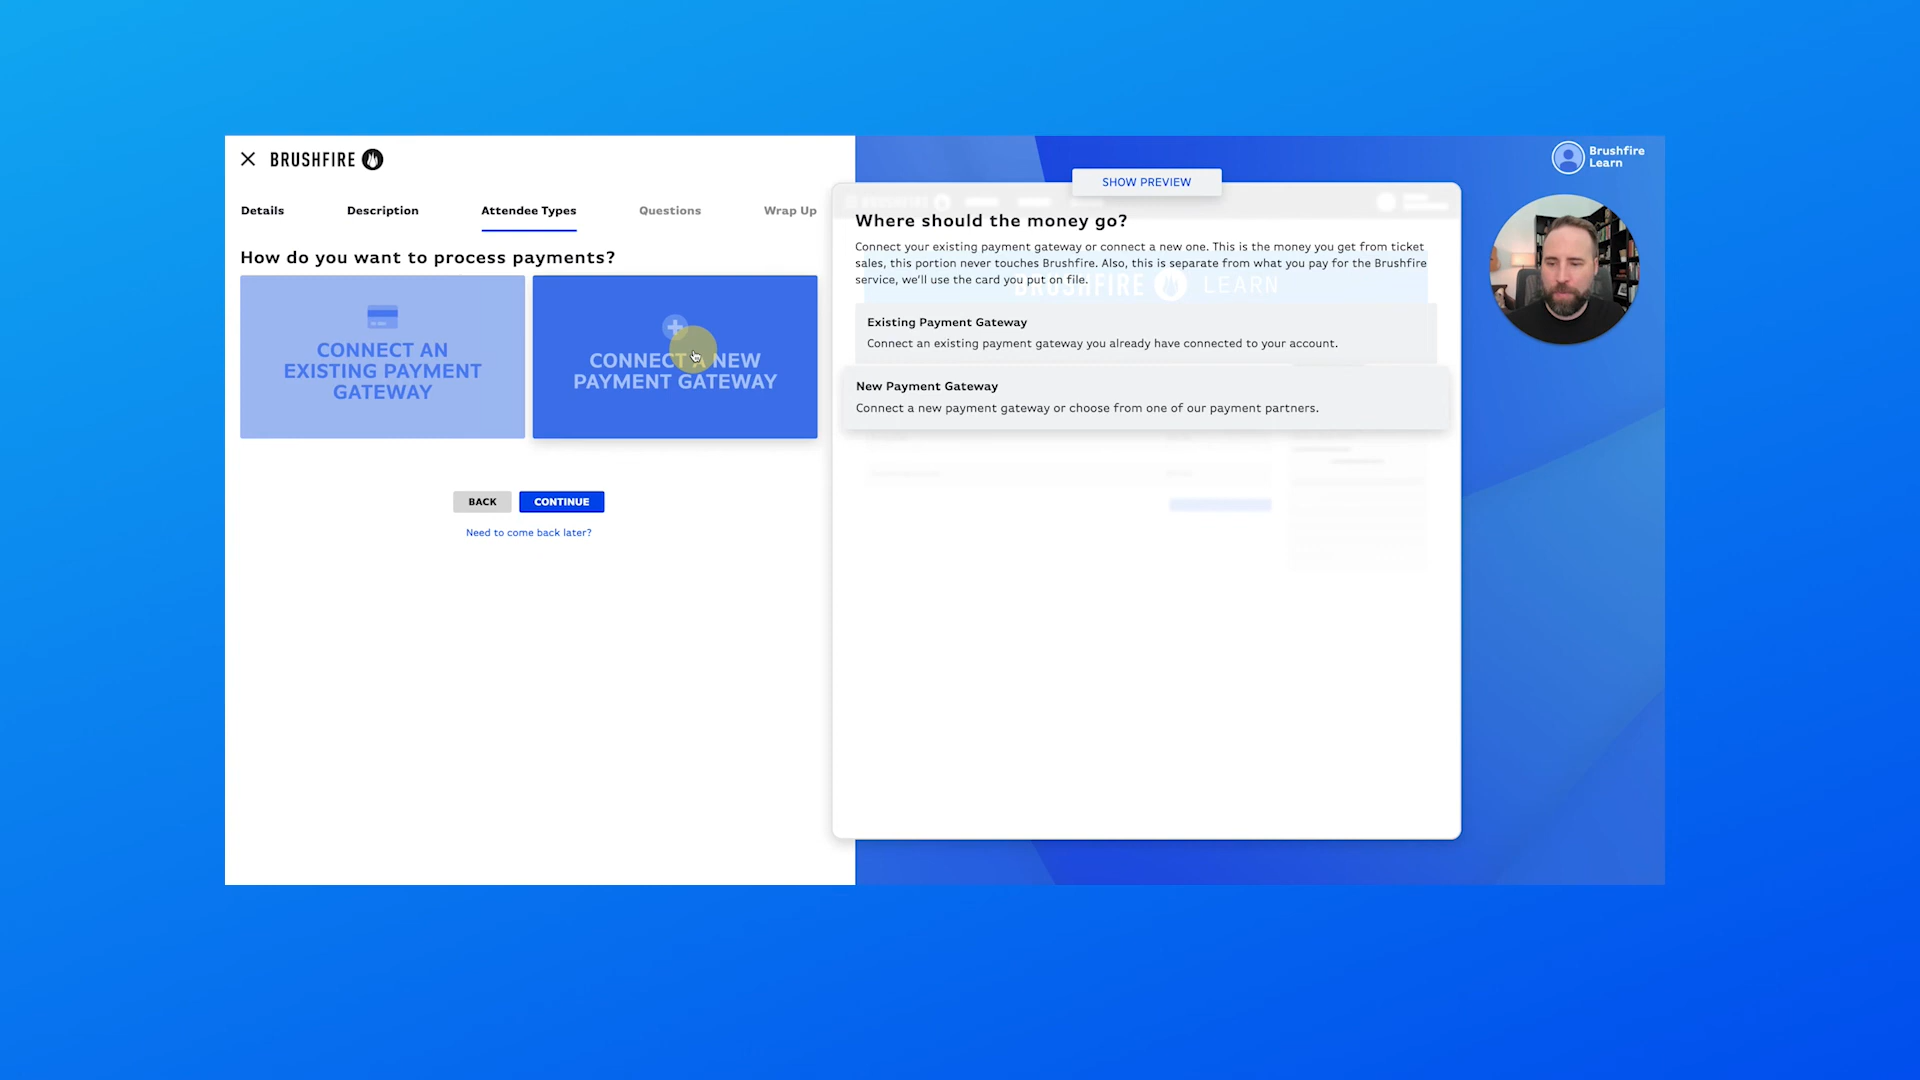 BRUSHFIRE
Details
Description
Attendee Types
Questions
Wrap Up
How do you want to process payments?
CONNECT AN
EXISTING PAYMENT
GATEWAY
CONNECT A NEW
PAYMENT GATEWAY
BACK
CONTINUE
Need to come back later?
SHOW PREVIEW
Where should the money go?
Connect your existing payment gateway or connect a new one. This is the money you get from ticket
sales, this portion never touches Brushfire. Also, this is separate from what you pay for the Brushfire
service, we'll use the card you put on file.
BRUSHFIRE LEARN
Existing Payment Gateway
Connect an existing payment gateway you already have connected to your account.
New Payment Gateway
Connect a new payment gateway or choose from one of our payment partners.
Brushfire
Learn